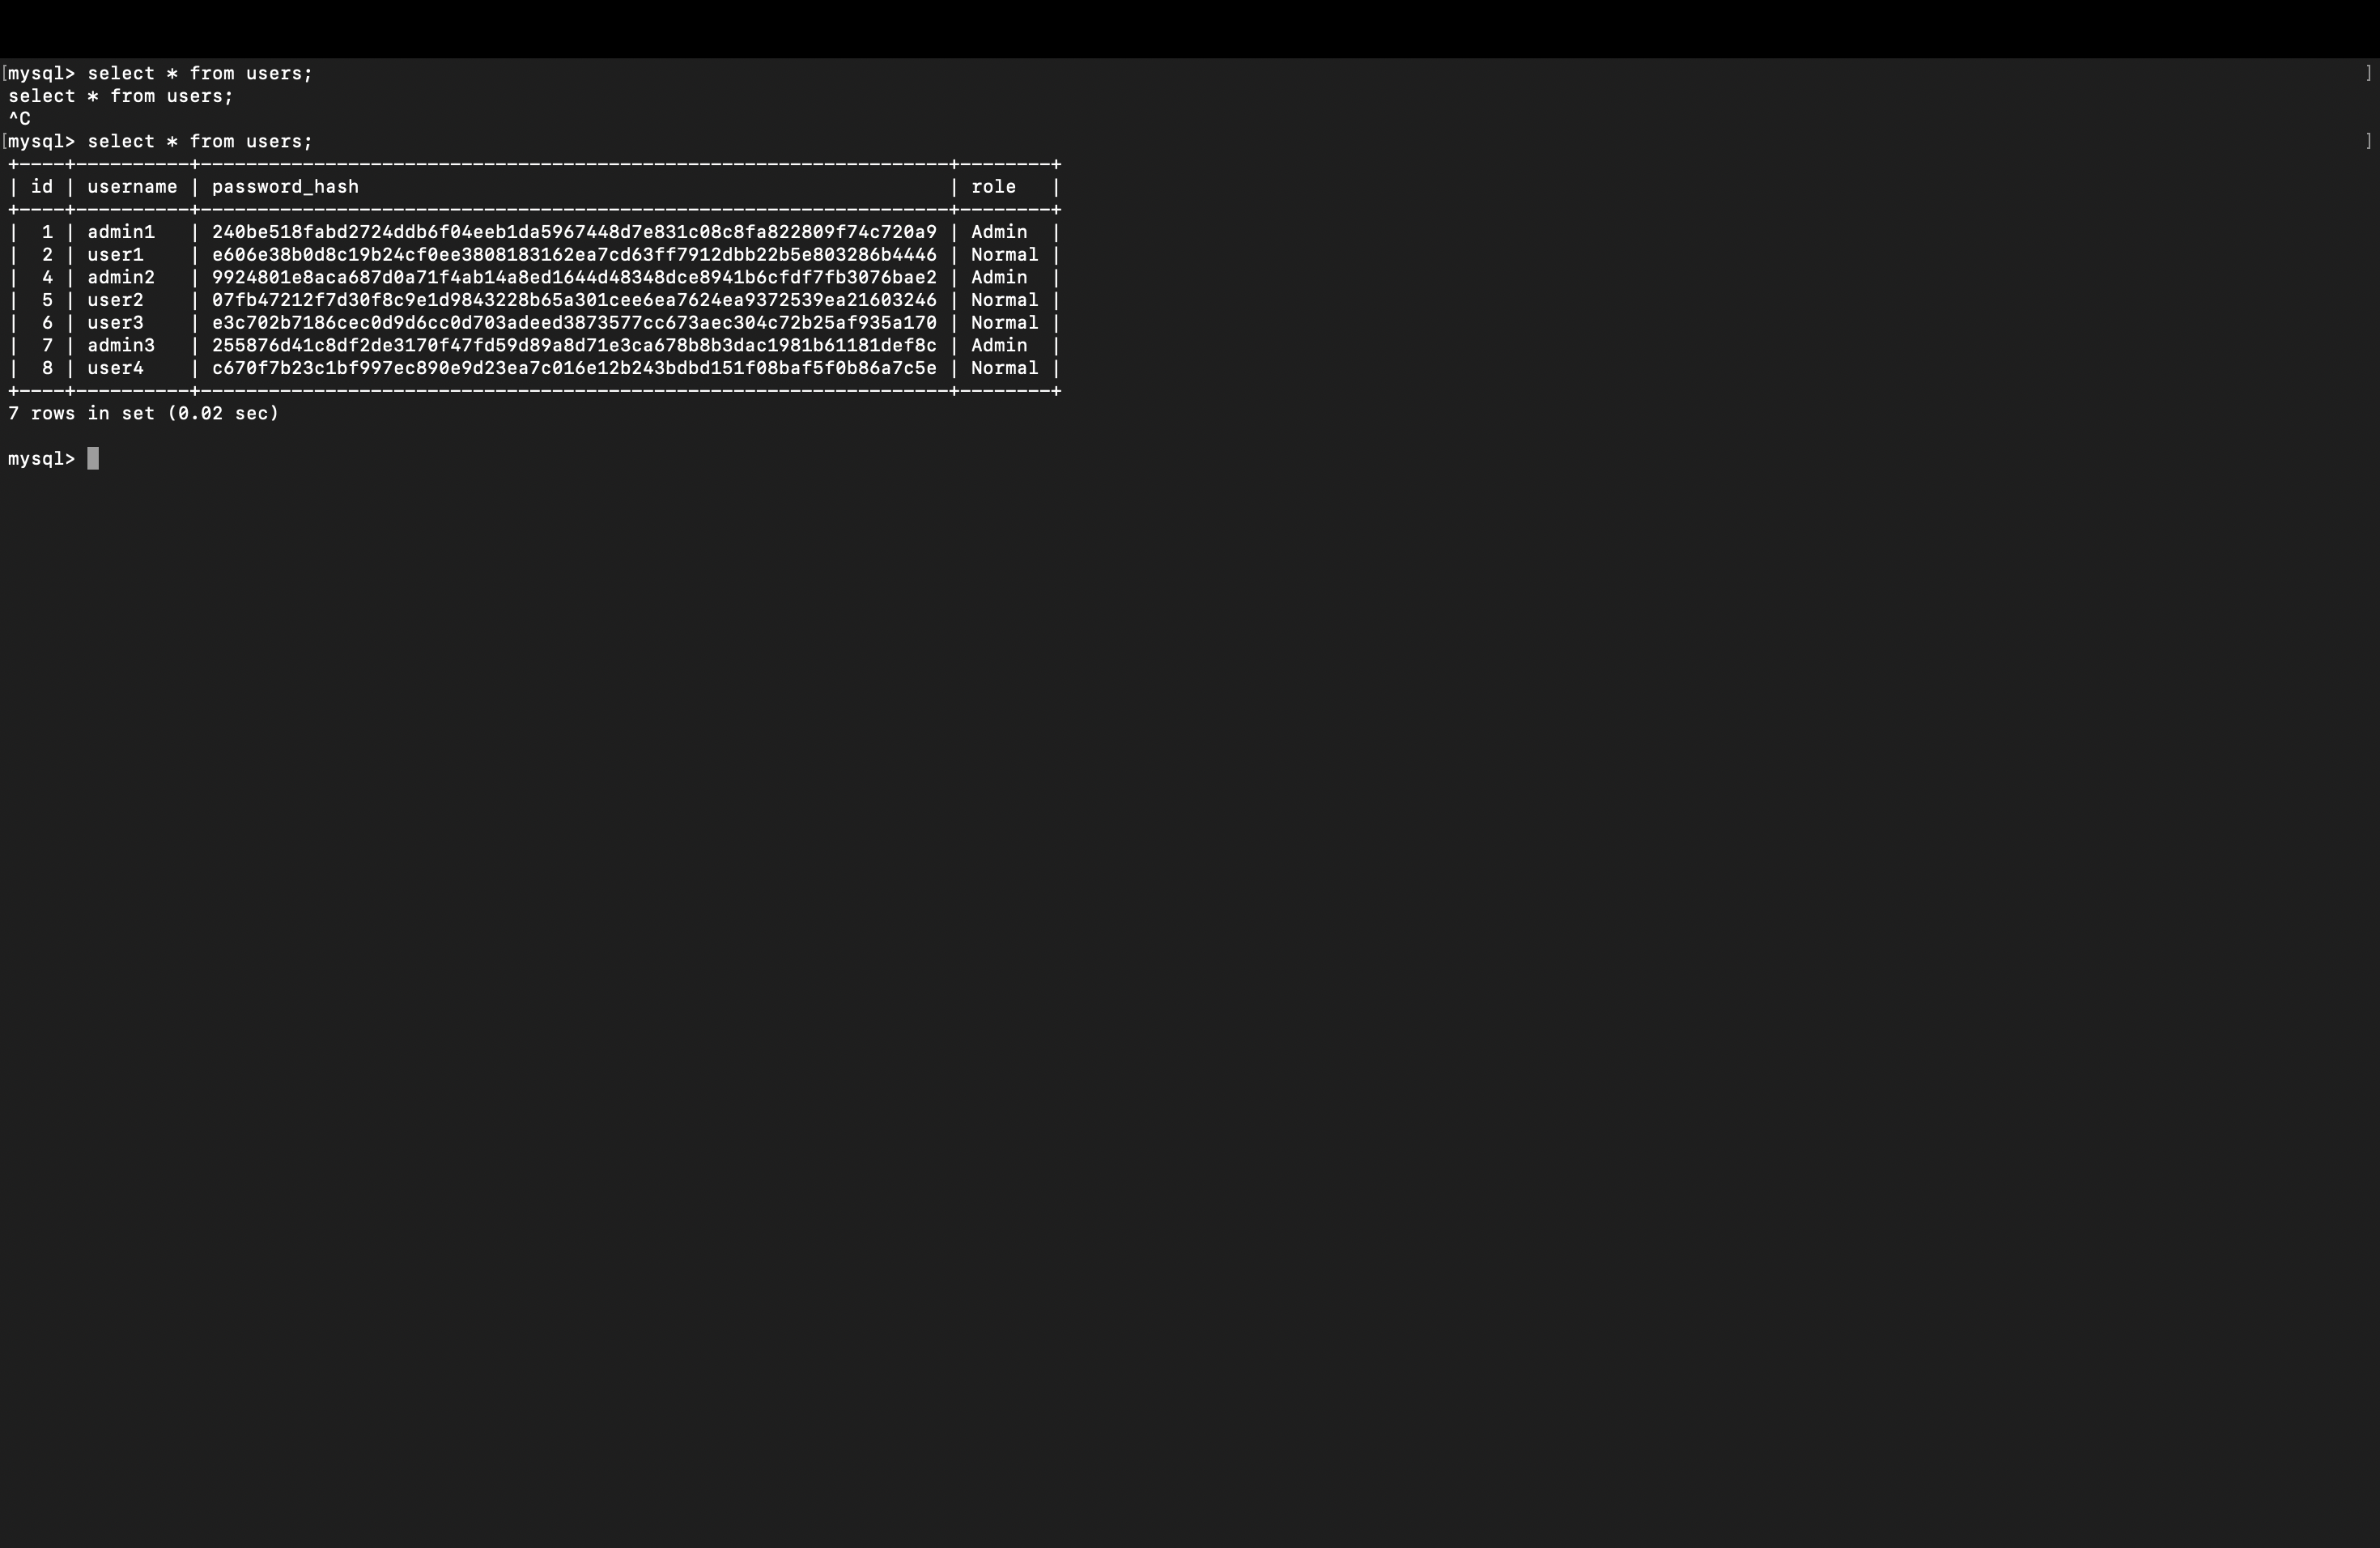 [mysql> select * from users; ]
select * from users;
^C
[mysql> select * from users; ]
+----+----------+------------------------------------------------------------------+--------+
| id | username | password_hash                                                    | role   |
+----+----------+------------------------------------------------------------------+--------+
|  1 | admin1   | 240be518fabd2724ddb6f04eeb1da5967448d7e831c08c8fa822809f74c720a9 | Admin  |
|  2 | user1    | e606e38b0d8c19b24cf0ee3808183162ea7cd63ff7912dbb22b5e803286b4446 | Normal |
|  4 | admin2   | 9924801e8aca687d0a71f4ab14a8ed1644d48348dce8941b6cfdf7fb3076bae2 | Admin  |
|  5 | user2    | 07fb47212f7d30f8c9e1d9843228b65a301cee6ea7624ea9372539ea21603246 | Normal |
|  6 | user3    | e3c702b7186cec0d9d6cc0d703adeed3873577cc673aec304c72b25af935a170 | Normal |
|  7 | admin3   | 255876d41c8df2de3170f47fd59d89a8d71e3ca678b8b3dac1981b61181def8c | Admin  |
|  8 | user4    | c670f7b23c1bf997ec890e9d23ea7c016e12b243bdbd151f08baf5f0b86a7c5e | Normal |
+----+----------+------------------------------------------------------------------+--------+
7 rows in set (0.02 sec)
mysql>